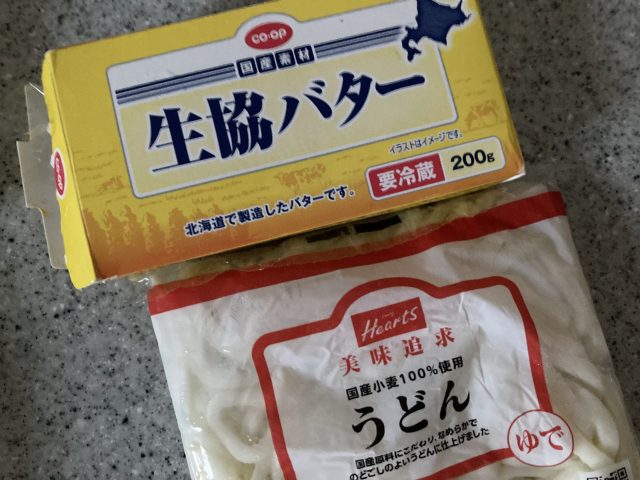 CO-OP
国産素材
生協バター
イラストはイメージです。
要冷蔵 200g
北海道で製造したバターです。
CO-OP
Hearts
美味追求
国産小麦100%使用
うどん
国産原料にこだわり、なめらかで
のどごしのよいうどんに仕上げました
ゆで